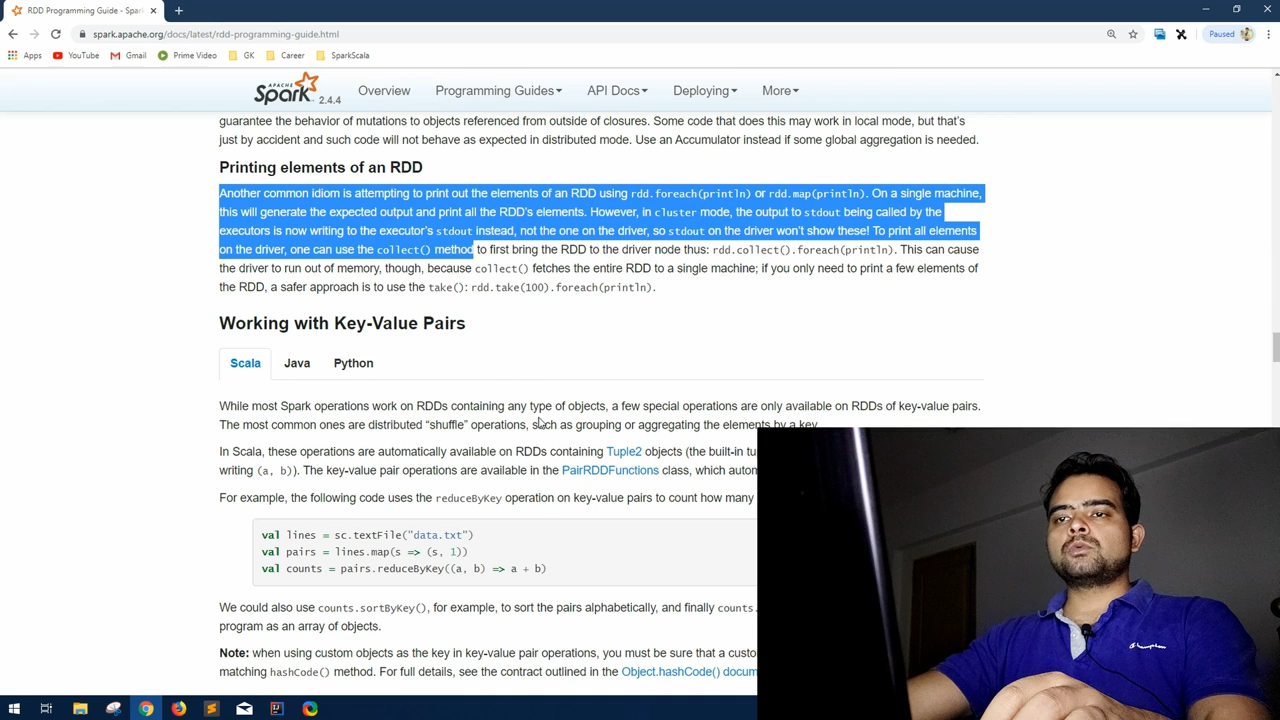 RDD Programming Guide - Spark
spark.apache.org/docs/latest/rdd-programming-guide.html
Paused
Apps YouTube Gmail Prime Video GK Career SparkScala
APACHE Spark 2.4.4 Overview Programming Guides API Docs Deploying More
guarantee the behavior of mutations to objects referenced from outside of closures. Some code that does this may work in local mode, but that's
just by accident and such code will not behave as expected in distributed mode. Use an Accumulator instead if some global aggregation is needed.
Printing elements of an RDD
Another common idiom is attempting to print out the elements of an RDD using rdd.foreach(println) or rdd.map(println). On a single machine,
this will generate the expected output and print all the RDD's elements. However, in cluster mode, the output to stdout being called by the
executors is now writing to the executor's stdout instead, not the one on the driver, so stdout on the driver won't show these! To print all elements
on the driver, one can use the collect() method to first bring the RDD to the driver node thus: rdd.collect().foreach(println). This can cause
the driver to run out of memory, though, because collect() fetches the entire RDD to a single machine; if you only need to print a few elements of
the RDD, a safer approach is to use the take(): rdd.take(100).foreach(println).
Working with Key-Value Pairs
Scala Java Python
While most Spark operations work on RDDs containing any type of objects, a few special operations are only available on RDDs of key-value pairs.
The most common ones are distributed “shuffle” operations, such as grouping or aggregating the elements by a key.
In Scala, these operations are automatically available on RDDs containing Tuple2 objects (the built-in
writing (a, b)). The key-value pair operations are available in the PairRDDFunctions class, which
For example, the following code uses the reduceByKey operation on key-value pairs to count how many
val lines = sc.textFile("data.txt")
val pairs = lines.map(s => (s, 1))
val counts = pairs.reduceByKey((a, b) => a + b)
We could also use counts.sortByKey(), for example, to sort the pairs alphabetically, and finally counts.
program as an array of objects.
Note: when using custom objects as the key in key-value pair operations, you must be sure that a
matching hashCode() method. For full details, see the contract outlined in the Object.hashCode()
Champion